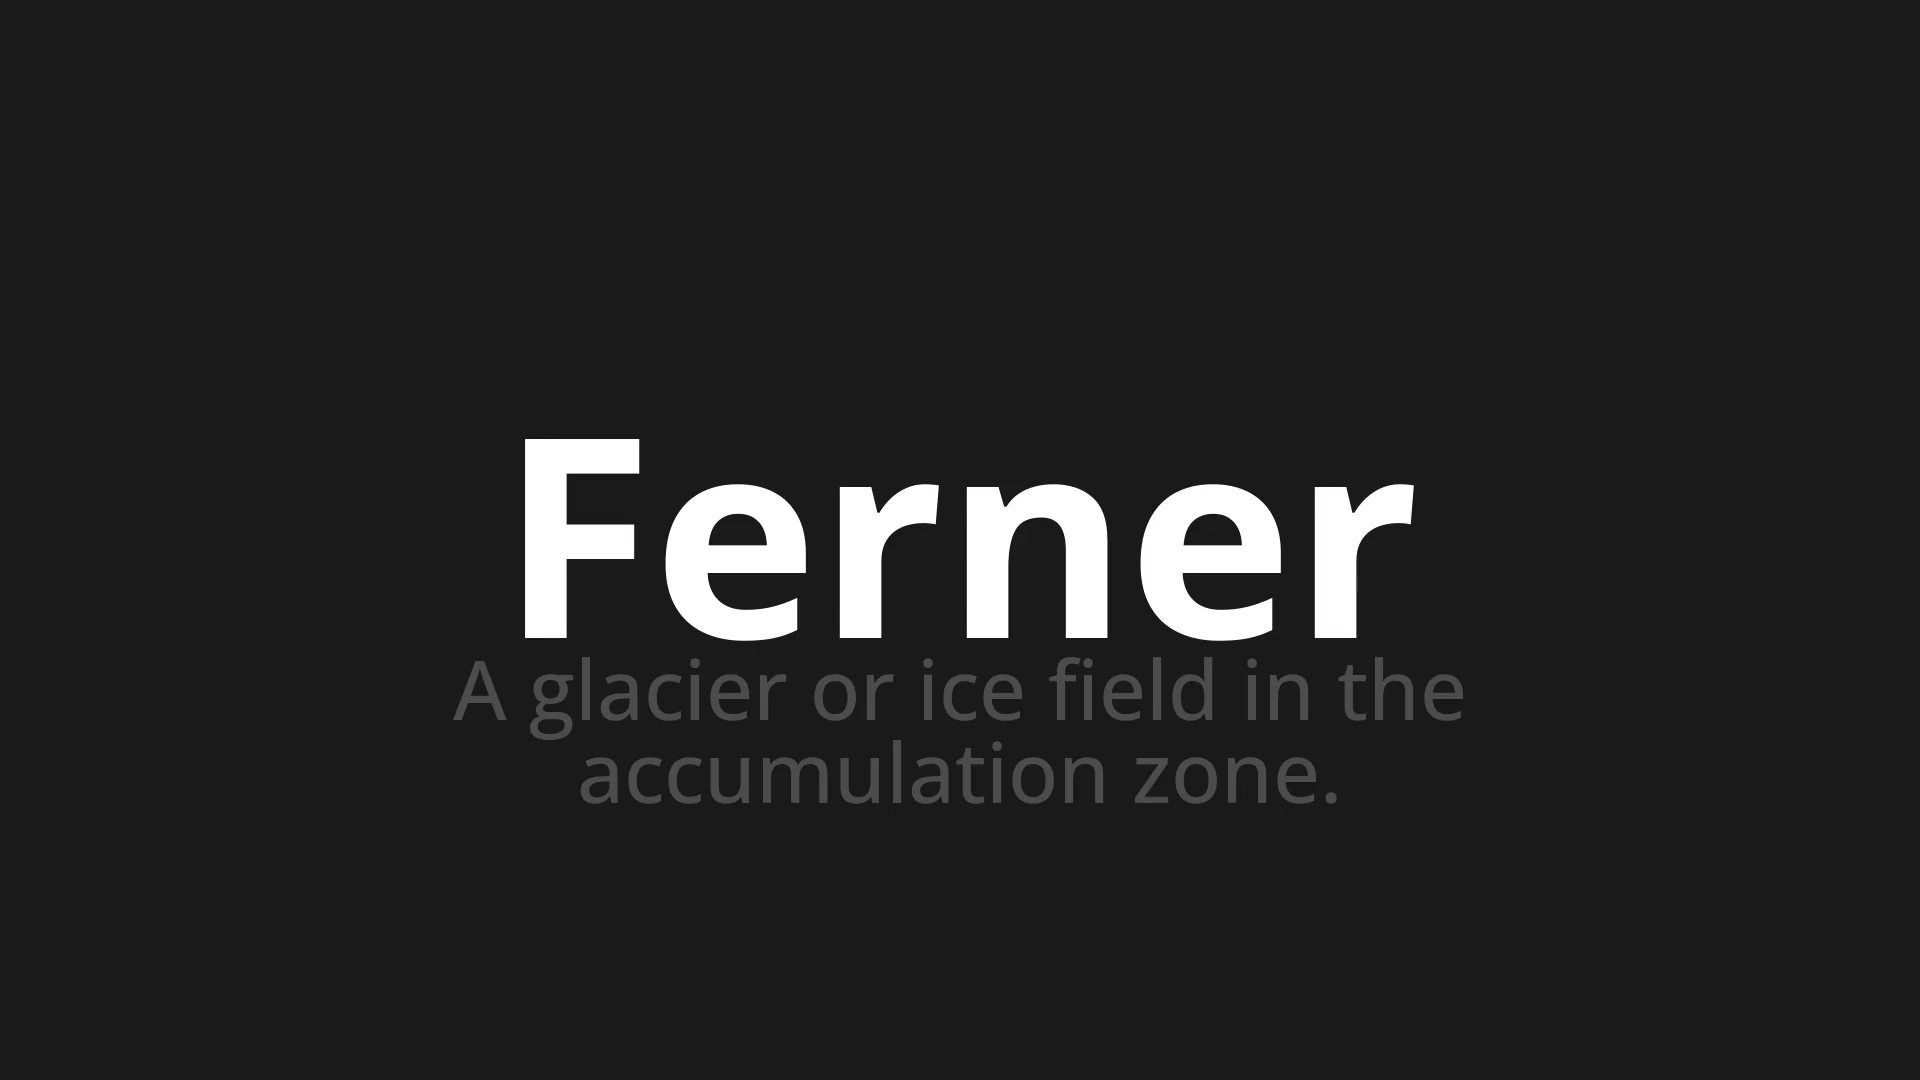 Ferner
A glacier or ice field in the
accumulation zone.